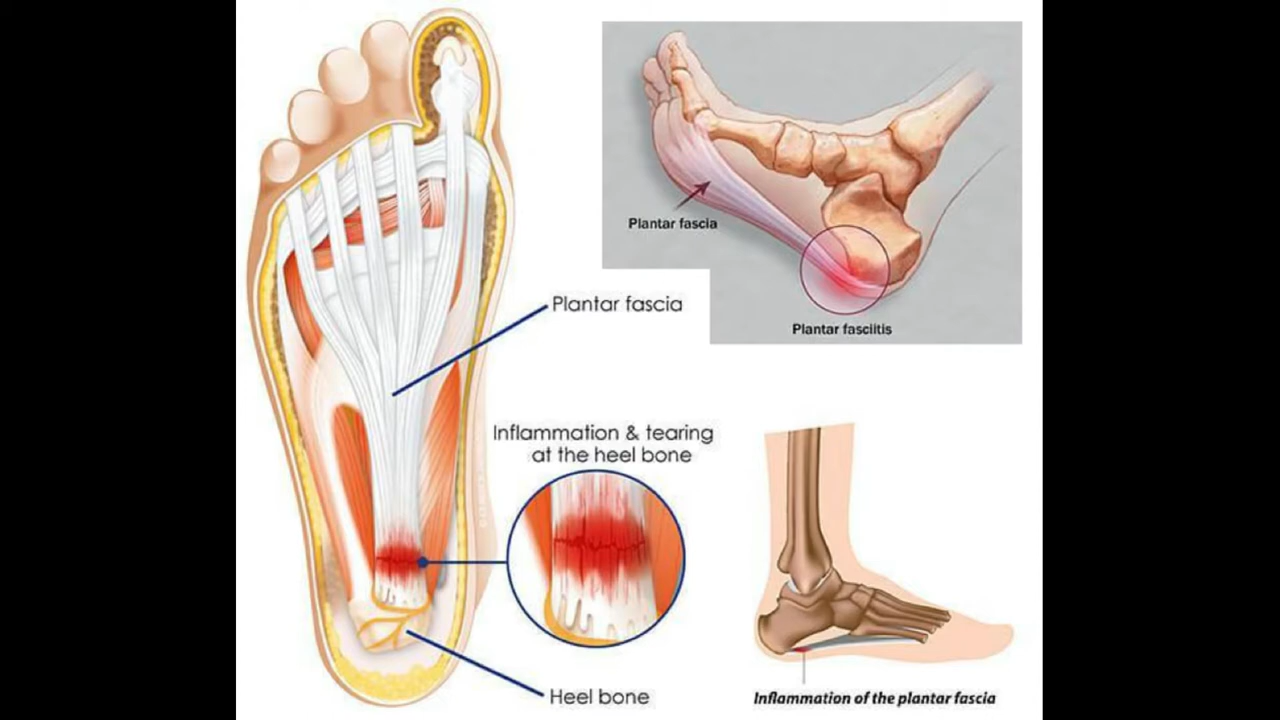 Plantar fascia
Plantar fasciitis
Plantar fascia
Inflammation & tearing
at the heel bone
Heel bone
Inflammation of the plantar fascia